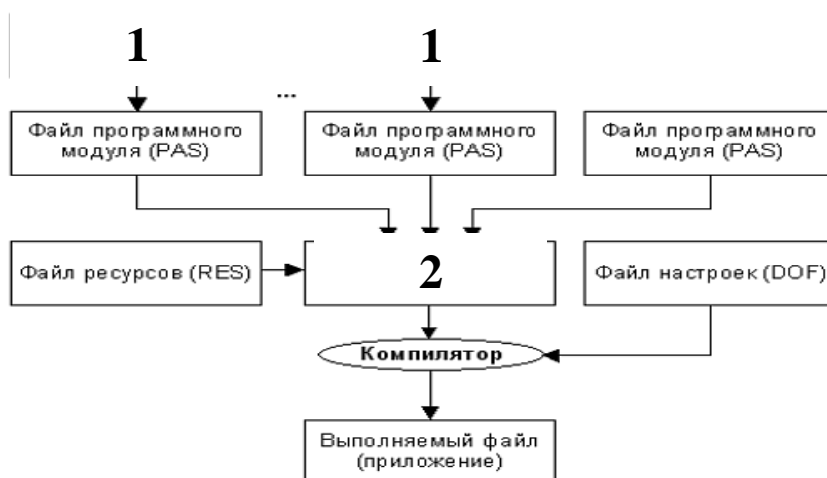 1
1
...
Файл программного
модуля (PAS)
Файл программного
модуля (PAS)
Файл программного
модуля (PAS)
Файл ресурсов (RES)
2
Файл настроек (DOF)
Компилятор
Выполняемый файл
(приложение)